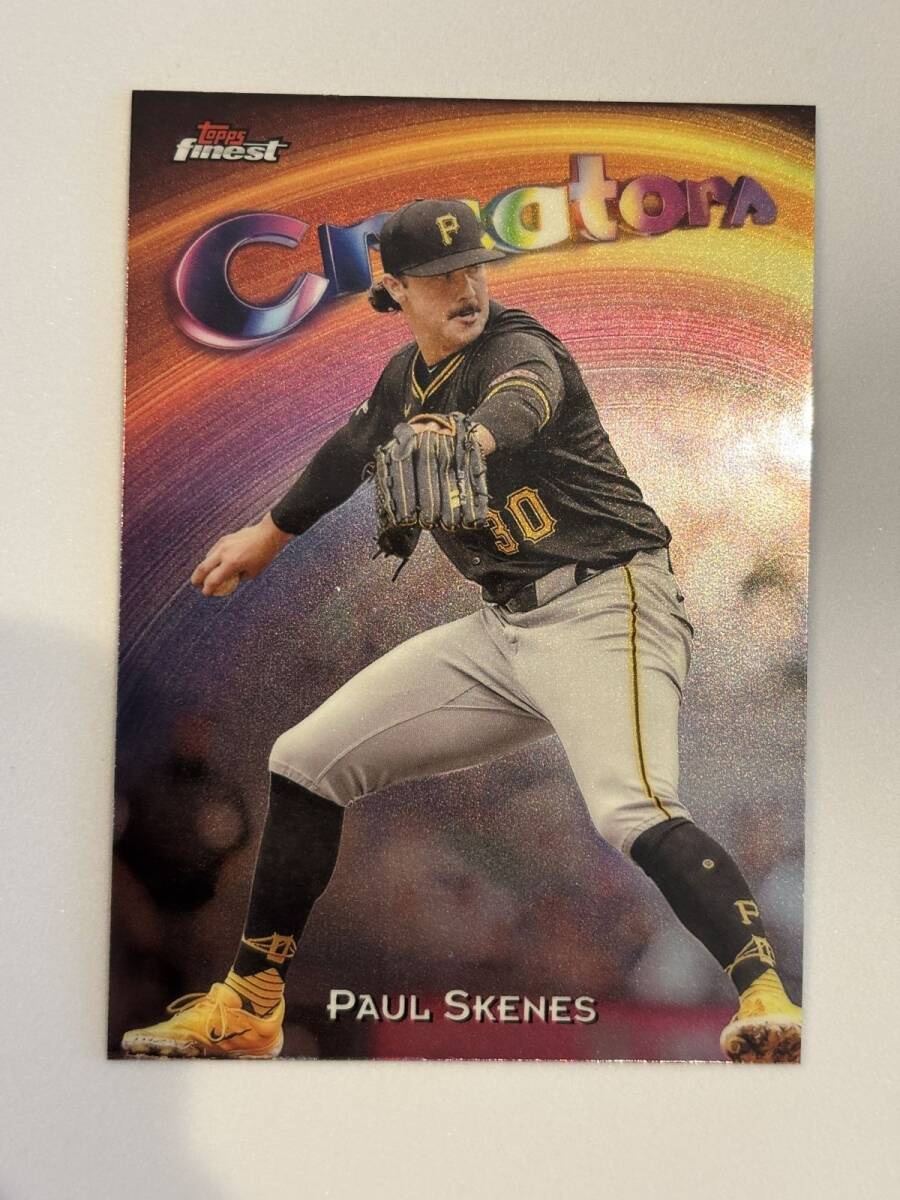 Topps
finest
Creators
P
30
P
PAUL SKENES